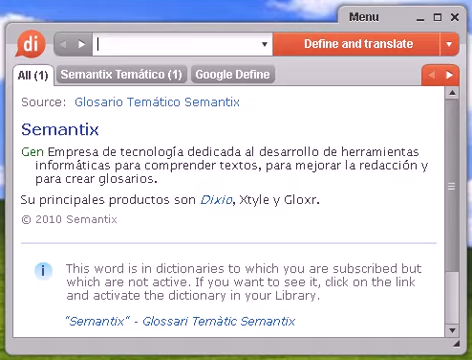 Menu
di
Define and translate
All (1)
Semantix Temático (1)
Google Define
Source: Glosario Temático Semantix
Semantix
Gen Empresa de tecnología dedicada al desarrollo de herramientas
informáticas para comprender textos, para mejorar la redacción y
para crear glosarios.
Su principales productos son Dixio, Xtyle y Gloxr.
© 2010 Semantix
i
This word is in dictionaries to which you are subscribed but
which are not active. If you want to see it, click on the link
and activate the dictionary in your Library.
"Semantix" - Glossari Temàtic Semantix